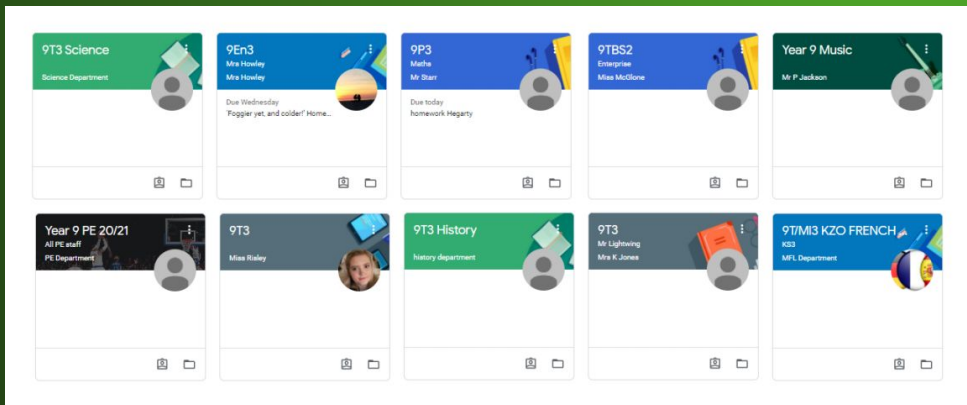 9T3 Science
Science Department
9En3
Mrs Howley
Mrs Howley
Due Wednesday
'Foggier yet, and colder!' Home...
9P3
Maths
Mr Starr
Due today
homework Hegarty
9TBS2
Enterprise
Miss McGlone
Year 9 Music
Mr P Jackson
Year 9 PE 20/21
All PE staff
PE Department
9T3
Miss Risley
9T3 History
history department
9T3
Mr Lightwing
Mrs K Jones
9T/MI3 KZO FRENCH
KS3
MFL Department